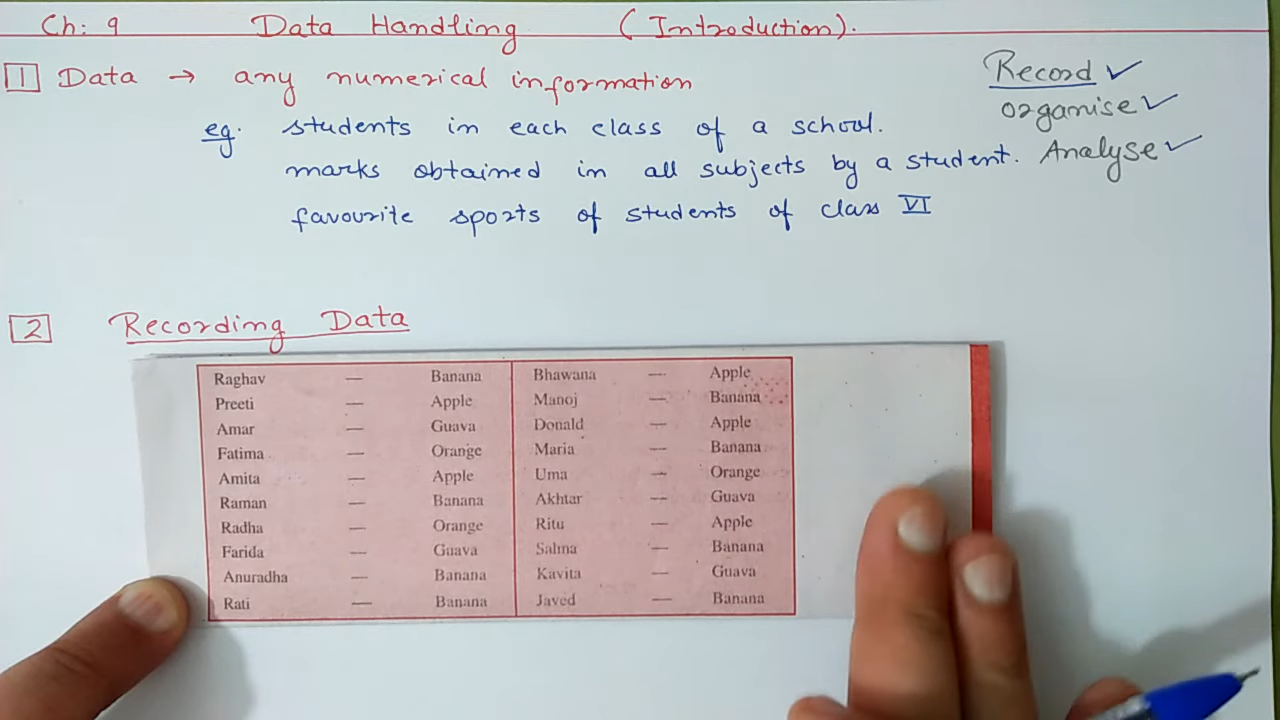 Ch: 9 Data Handling (Introduction).
1 Data → any numerical information
Record ✓
eg. students in each class of a school.
organise ✓
marks obtained in all subjects by a student.
Analyse ✓
favourite sports of students of class VI
2 Recording Data
Raghav — Banana Bhawana — Apple
Preeti — Apple Manoj — Banana
Amar — Guava Donald — Apple
Fatima — Orange Maria — Banana
Amita — Apple Uma — Orange
Raman — Banana Akhtar — Guava
Radha — Orange Ritu — Apple
Farida — Guava Salma — Banana
Anuradha — Banana Kavita — Guava
Rati — Banana Javed — Banana